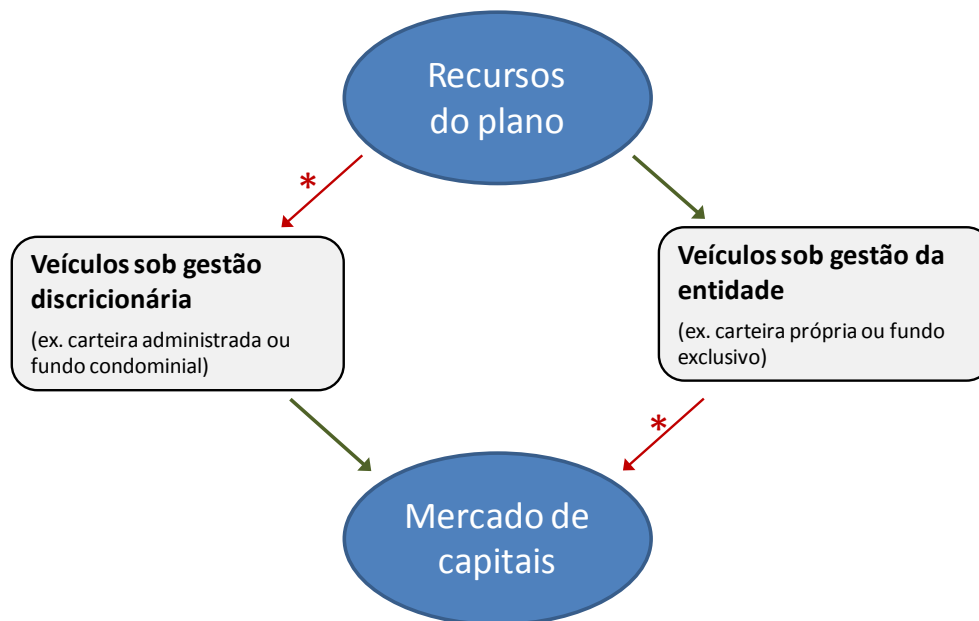 Recursos
do plano
*
Veículos sob gestão
discricionária
(ex. carteira administrada ou
fundo condominial)
Veículos sob gestão da
entidade
(ex. carteira própria ou fundo
exclusivo)
*
Mercado de
capitais